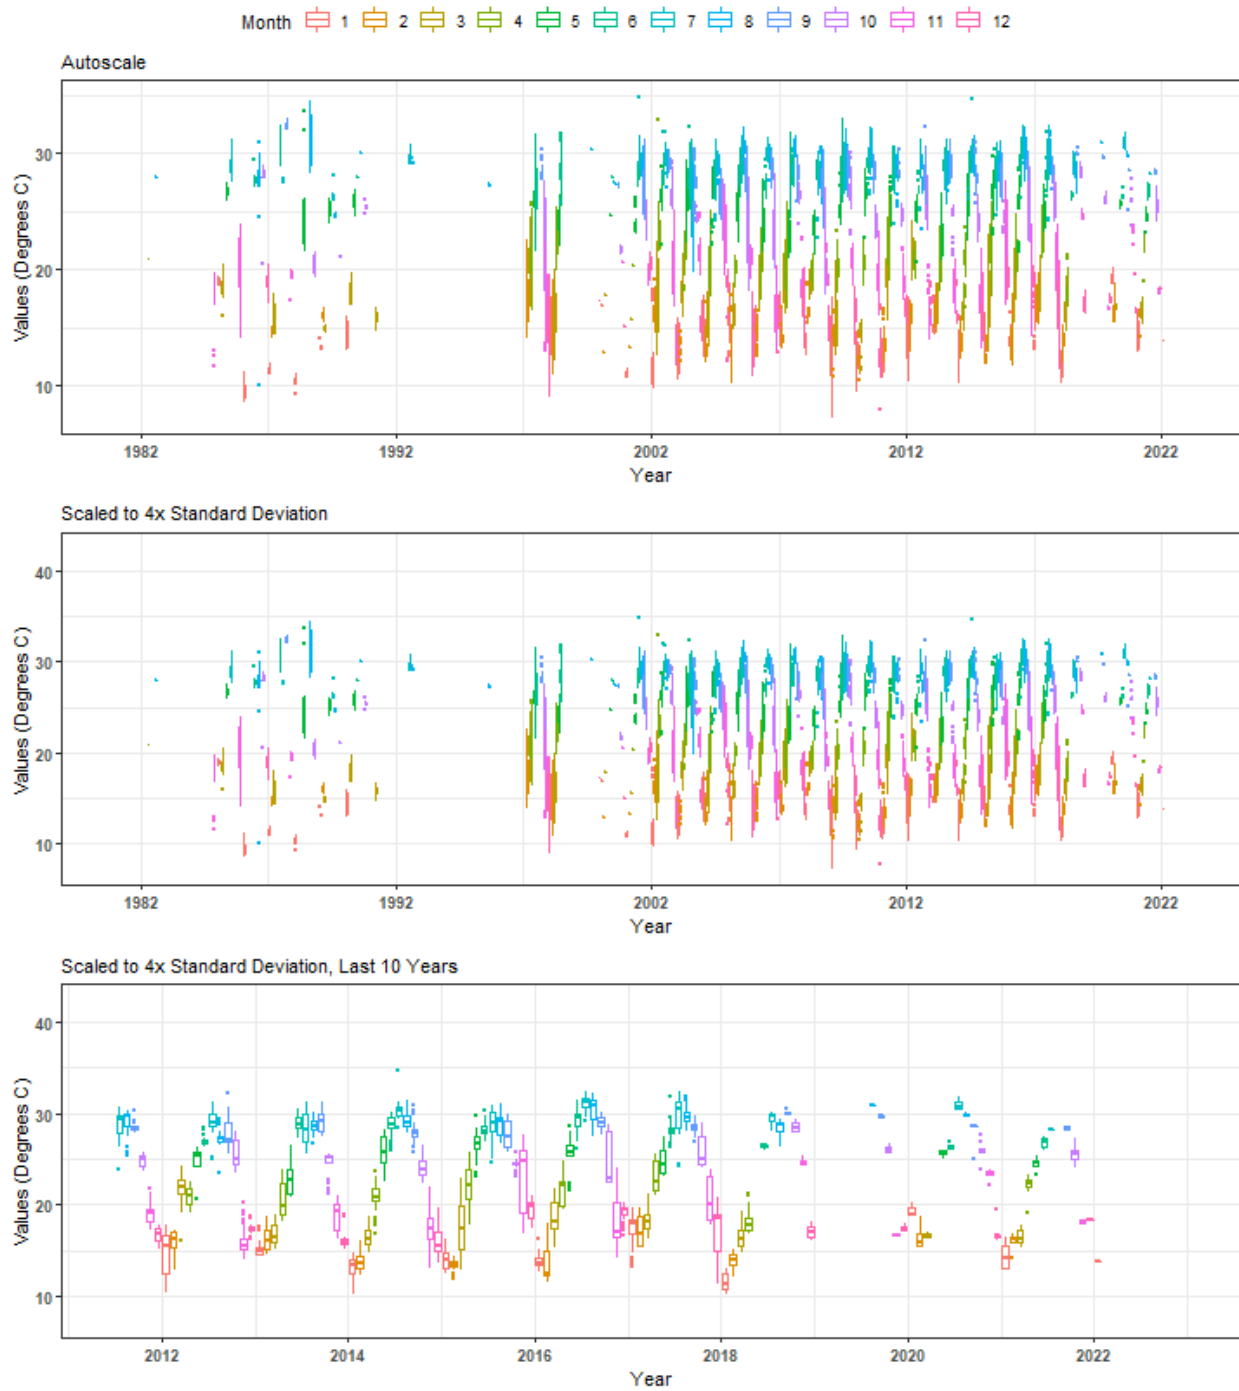 Month 1 2 3 4 5 6 7 8 9 10 11 12
Autoscale
Values (Degrees C)
30
20
10
1982 1992 2002 2012 2022
Year
Scaled to 4x Standard Deviation
Values (Degrees C)
40
30
20
10
1982 1992 2002 2012 2022
Year
Scaled to 4x Standard Deviation, Last 10 Years
Values (Degrees C)
40
30
20
10
2012 2014 2016 2018 2020 2022
Year